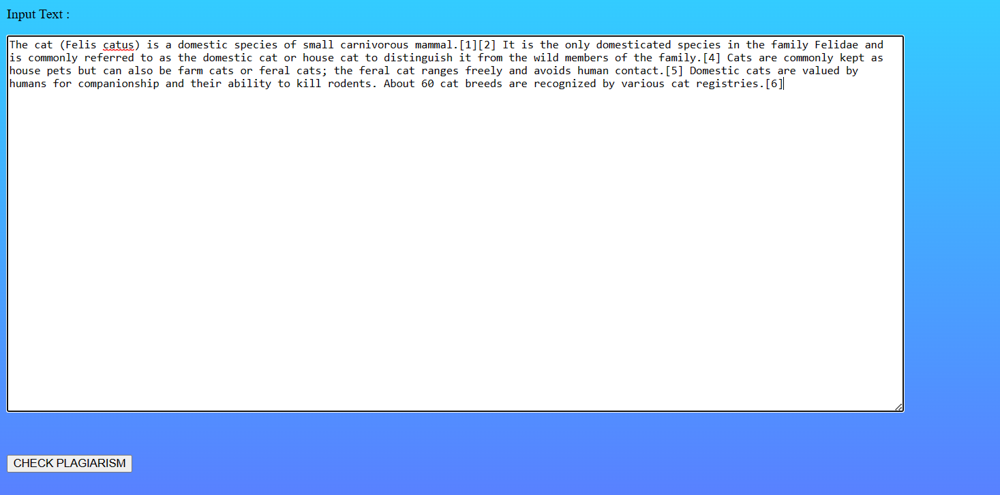 Input Text :
The cat (Felis catus) is a domestic species of small carnivorous mammal.[1][2] It is the only domesticated species in the family Felidae and
is commonly referred to as the domestic cat or house cat to distinguish it from the wild members of the family.[4] Cats are commonly kept as
house pets but can also be farm cats or feral cats; the feral cat ranges freely and avoids human contact.[5] Domestic cats are valued by
humans for companionship and their ability to kill rodents. About 60 cat breeds are recognized by various cat registries.[6]
CHECK PLAGIARISM